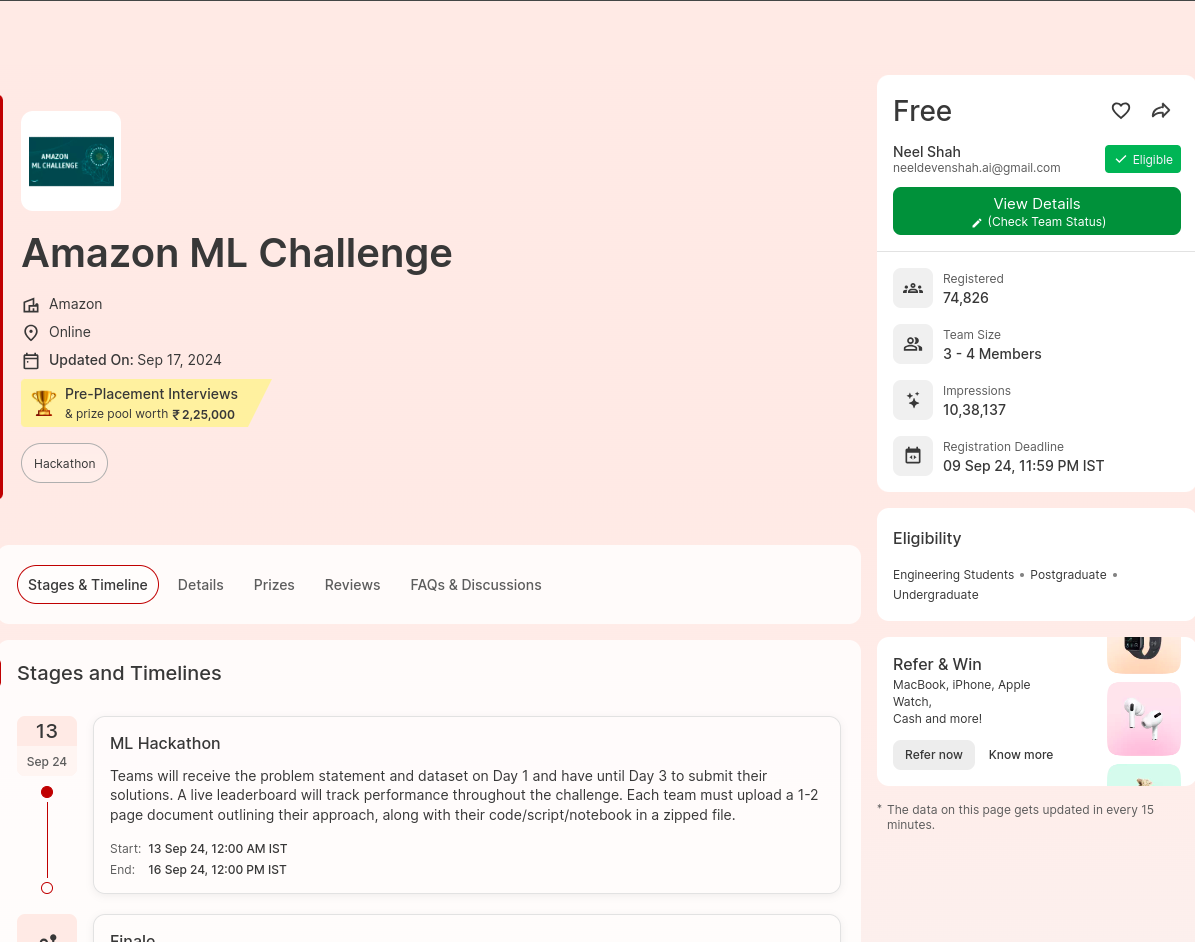 AMAZON
ML CHALLENGE
Amazon ML Challenge
Amazon
Online
Updated On: Sep 17, 2024
Pre-Placement Interviews
& prize pool worth ₹ 2,25,000
Hackathon
Stages & Timeline
Details
Prizes
Reviews
FAQs & Discussions
Stages and Timelines
13
Sep 24
ML Hackathon
Teams will receive the problem statement and dataset on Day 1 and have until Day 3 to submit their
solutions. A live leaderboard will track performance throughout the challenge. Each team must upload a 1-2
page document outlining their approach, along with their code/script/notebook in a zipped file.
Start: 13 Sep 24, 12:00 AM IST
End: 16 Sep 24, 12:00 PM IST
Finale
Free
Neel Shah
neeldevenshah.ai@gmail.com
Eligible
View Details
(Check Team Status)
Registered
74,826
Team Size
3 - 4 Members
Impressions
10,38,137
Registration Deadline
09 Sep 24, 11:59 PM IST
Eligibility
Engineering Students • Postgraduate •
Undergraduate
Refer & Win
MacBook, iPhone, Apple
Watch,
Cash and more!
Refer now
Know more
* The data on this page gets updated in every 15
minutes.